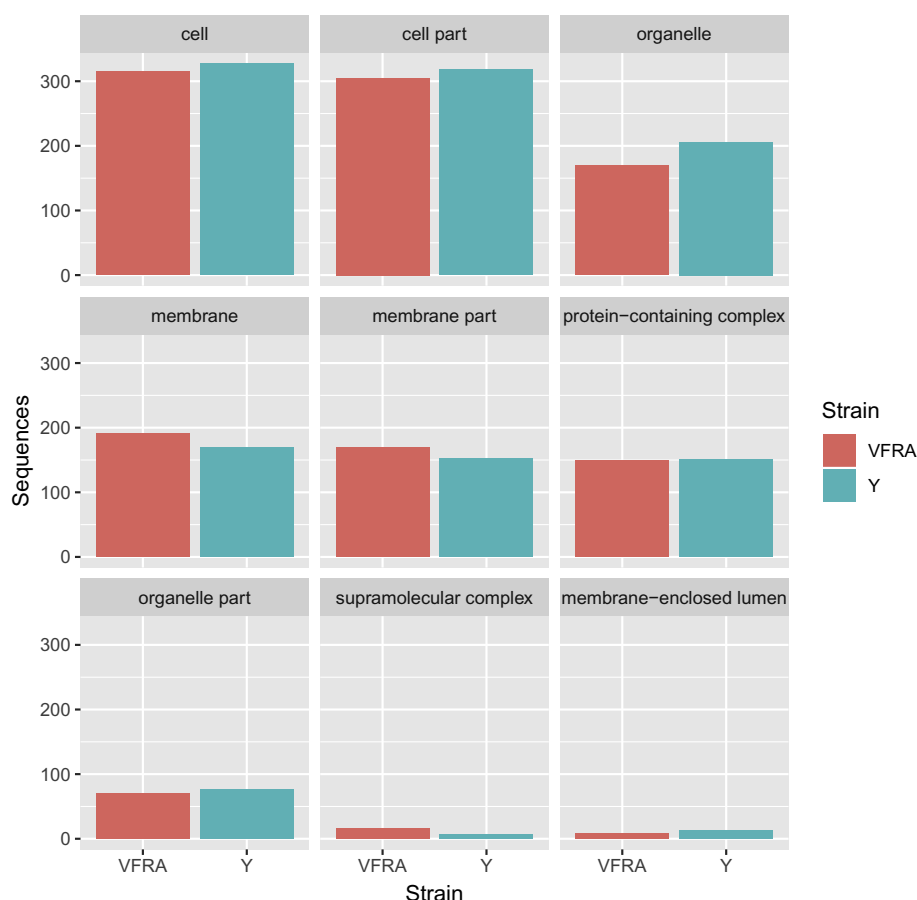 cell
cell part
organelle
300
200
100
0
membrane
membrane part
protein−containing complex
300
200
100
0
organelle part
supramolecular complex
membrane−enclosed lumen
300
200
100
0
VFRA
Y
VFRA
Y
VFRA
Y
Strain
Sequences
Strain
VFRA
Y